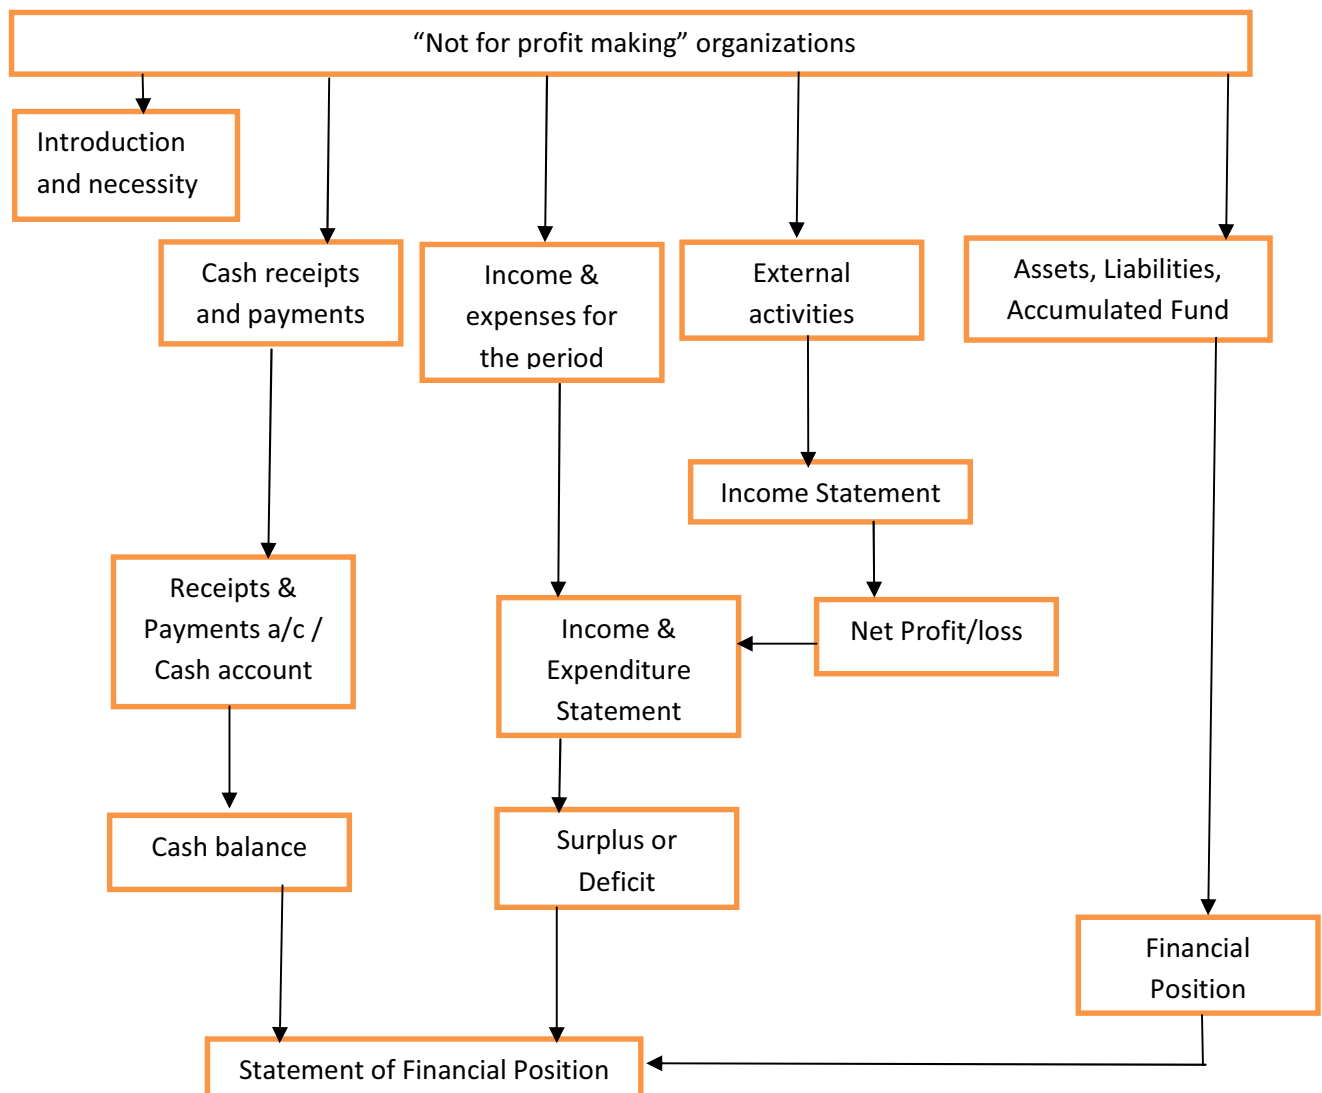 “Not for profit making” organizations
Introduction
and necessity
Cash receipts
and payments
Income &
expenses for
the period
External
activities
Assets, Liabilities,
Accumulated Fund
Income Statement
Receipts &
Payments a/c /
Cash account
Income &
Expenditure
Statement
Net Profit/loss
Cash balance
Surplus or
Deficit
Financial
Position
Statement of Financial Position